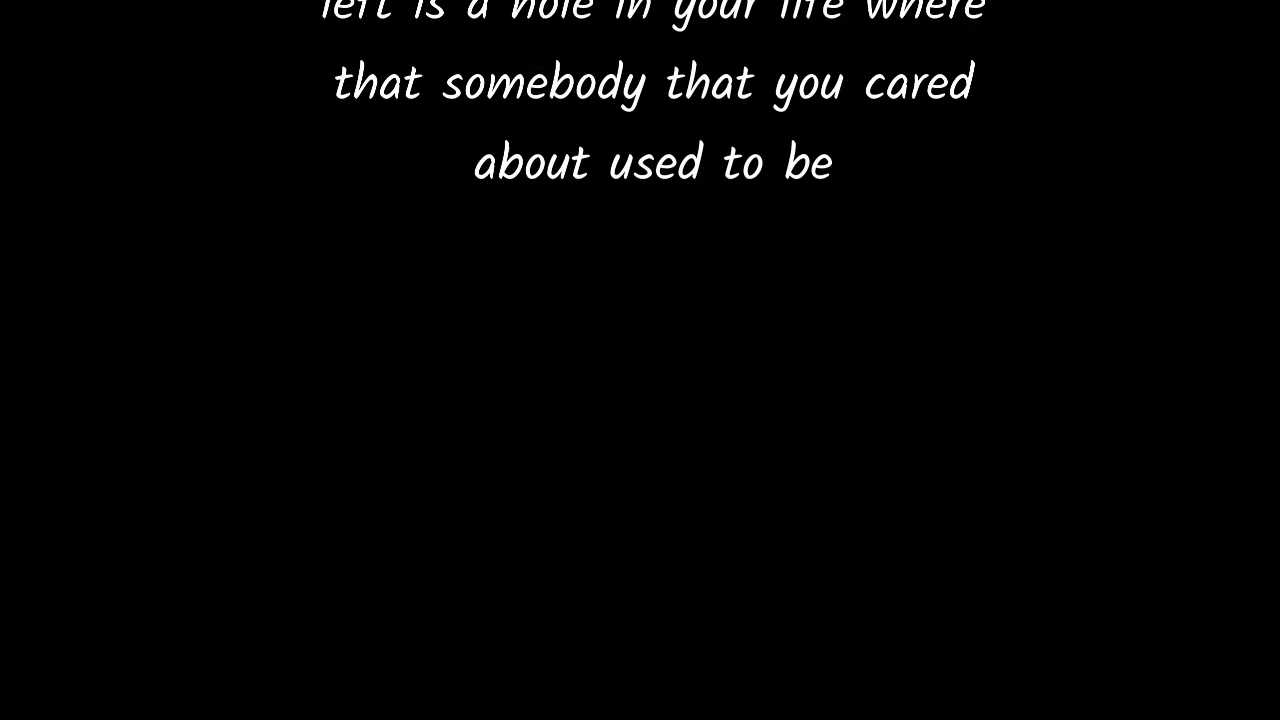 left is a hole in your life where
that somebody that you cared
about used to be